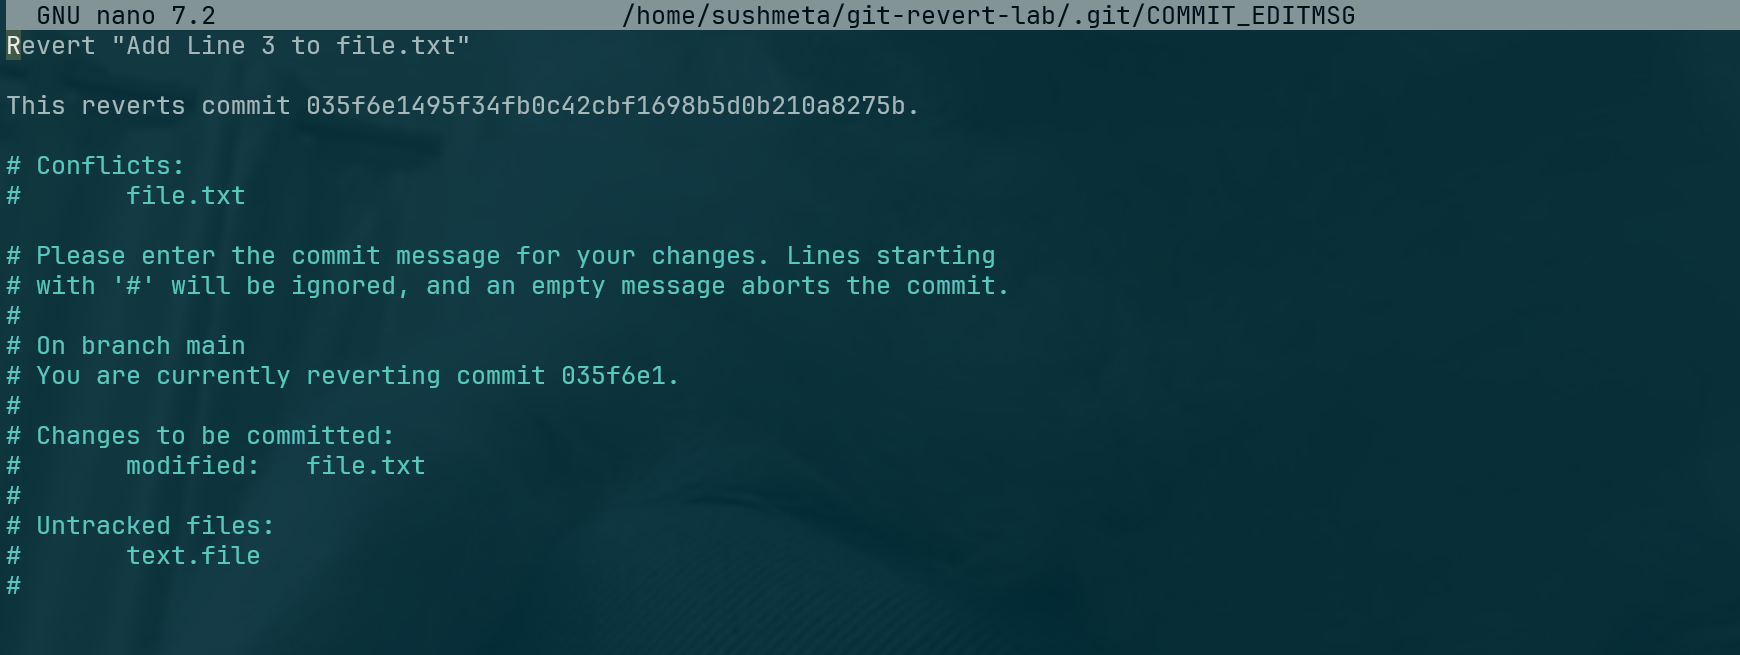 GNU nano 7.2 /home/sushmeta/git-revert-lab/.git/COMMIT_EDITMSG
Revert "Add Line 3 to file.txt"
This reverts commit 035f6e1495f34fb0c42cbf1698b5d0b210a8275b.
# Conflicts:
#       file.txt
# Please enter the commit message for your changes. Lines starting
# with '#' will be ignored, and an empty message aborts the commit.
#
# On branch main
# You are currently reverting commit 035f6e1.
#
# Changes to be committed:
#       modified:   file.txt
#
# Untracked files:
#       text.file
#